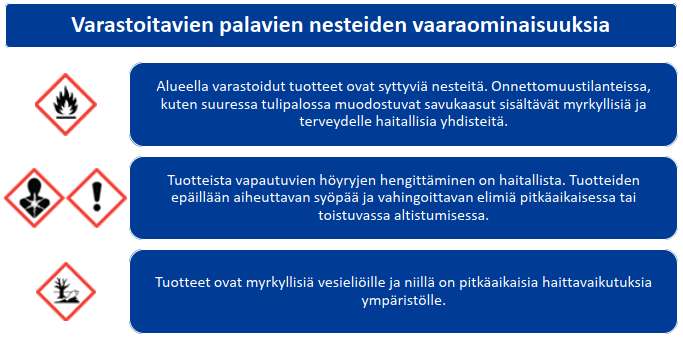 Varastoitavien palavien nesteiden vaaraominaisuuksia
Alueella varastoidut tuotteet ovat syttyviä nesteitä. Onnettomuustilanteissa,
kuten suuressa tulipalossa muodostuvat savukaasut sisältävät myrkyllisiä ja
terveydelle haitallisia yhdisteitä.
Tuotteista vapautuvien höyryjen hengittäminen on haitallista. Tuotteiden
epäillään aiheuttavan syöpää ja vahingoittavan elimiä pitkäaikaisessa tai
toistuvassa altistumisessa.
Tuotteet ovat myrkyllisiä vesieliöille ja niillä on pitkäaikaisia haittavaikutuksia
ympäristölle.